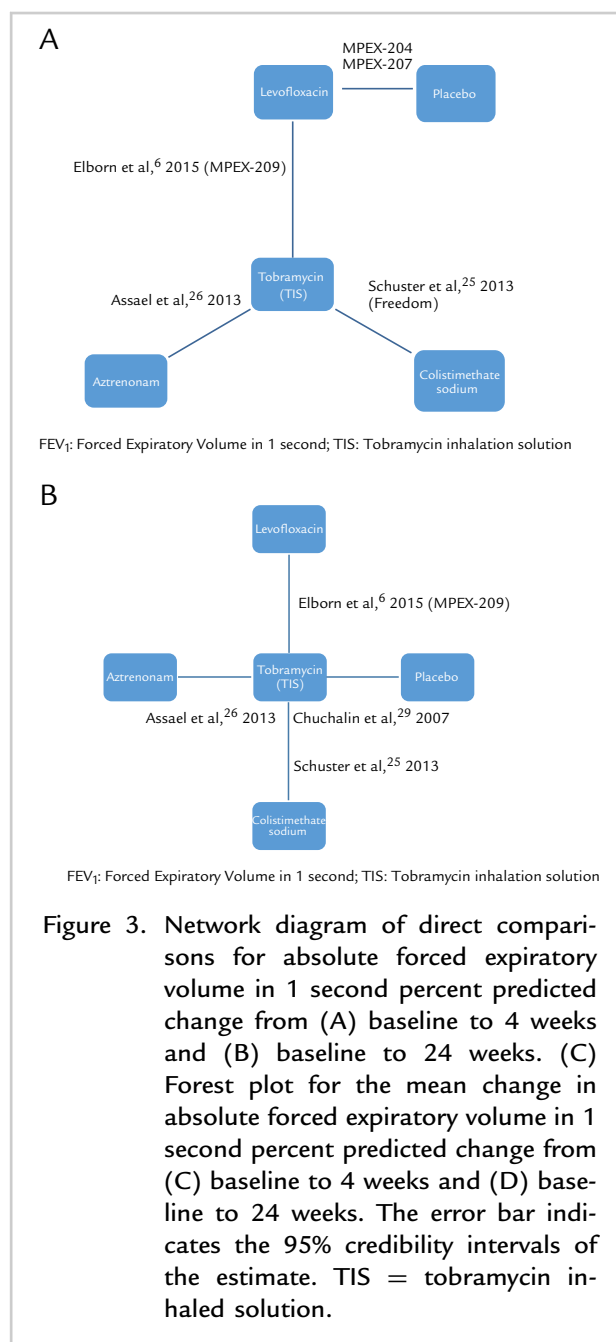 A
MPEX-204
MPEX-207
Levofloxacin
Placebo
Elborn et al,6 2015 (MPEX-209)
Tobramycin
(TIS)
Schuster et al,25 2013
(Freedom)
Assael et al,26 2013
Aztrenonam
Colistimethate
sodium
FEV1: Forced Expiratory Volume in 1 second; TIS: Tobramycin inhalation solution
B
Levofloxacin
Elborn et al,6 2015 (MPEX-209)
Aztrenonam
Tobramycin
(TIS)
Placebo
Assael et al,26 2013
Chuchalin et al,29 2007
Schuster et al,25 2013
Colistimethate
sodium
FEV1: Forced Expiratory Volume in 1 second; TIS: Tobramycin inhalation solution
Figure 3. Network diagram of direct compari-
sons for absolute forced expiratory
volume in 1 second percent predicted
change from (A) baseline to 4 weeks
and (B) baseline to 24 weeks. (C)
Forest plot for the mean change in
absolute forced expiratory volume in 1
second percent predicted change from
(C) baseline to 4 weeks and (D) base-
line to 24 weeks. The error bar indi-
cates the 95% credibility intervals of
the estimate. TIS = tobramycin in-
haled solution.